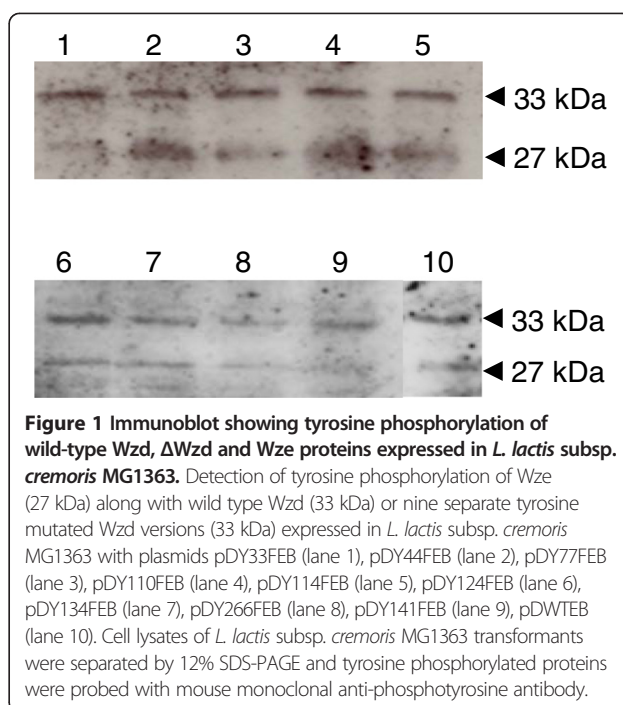 1 2 3 4 5
33 kDa
27 kDa
6 7 8 9 10
33 kDa
27 kDa
Figure 1 Immunoblot showing tyrosine phosphorylation of
wild-type Wzd, ΔWzd and Wze proteins expressed in L. lactis subsp.
cremoris MG1363. Detection of tyrosine phosphorylation of Wze
(27 kDa) along with wild type Wzd (33 kDa) or nine separate tyrosine
mutated Wzd versions (33 kDa) expressed in L. lactis subsp. cremoris
MG1363 with plasmids pDY33FEB (lane 1), pDY44FEB (lane 2), pDY77FEB
(lane 3), pDY110FEB (lane 4), pDY114FEB (lane 5), pDY124FEB (lane 6),
pDY134FEB (lane 7), pDY266FEB (lane 8), pDY141FEB (lane 9), pDWTEB
(lane 10). Cell lysates of L. lactis subsp. cremoris MG1363 transformants
were separated by 12% SDS-PAGE and tyrosine phosphorylated proteins
were probed with mouse monoclonal anti-phosphotyrosine antibody.